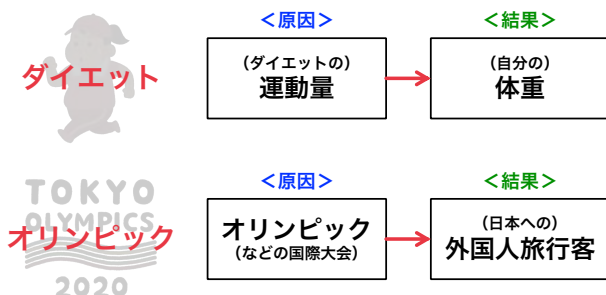 <原因>
<結果>
ダイエット
(ダイエットの)
運動量
(自分の)
体重
<原因>
<結果>
TOKYO
OLYMPICS
オリンピック
2020
オリンピック
(などの国際大会)
(日本への)
外国人旅行客